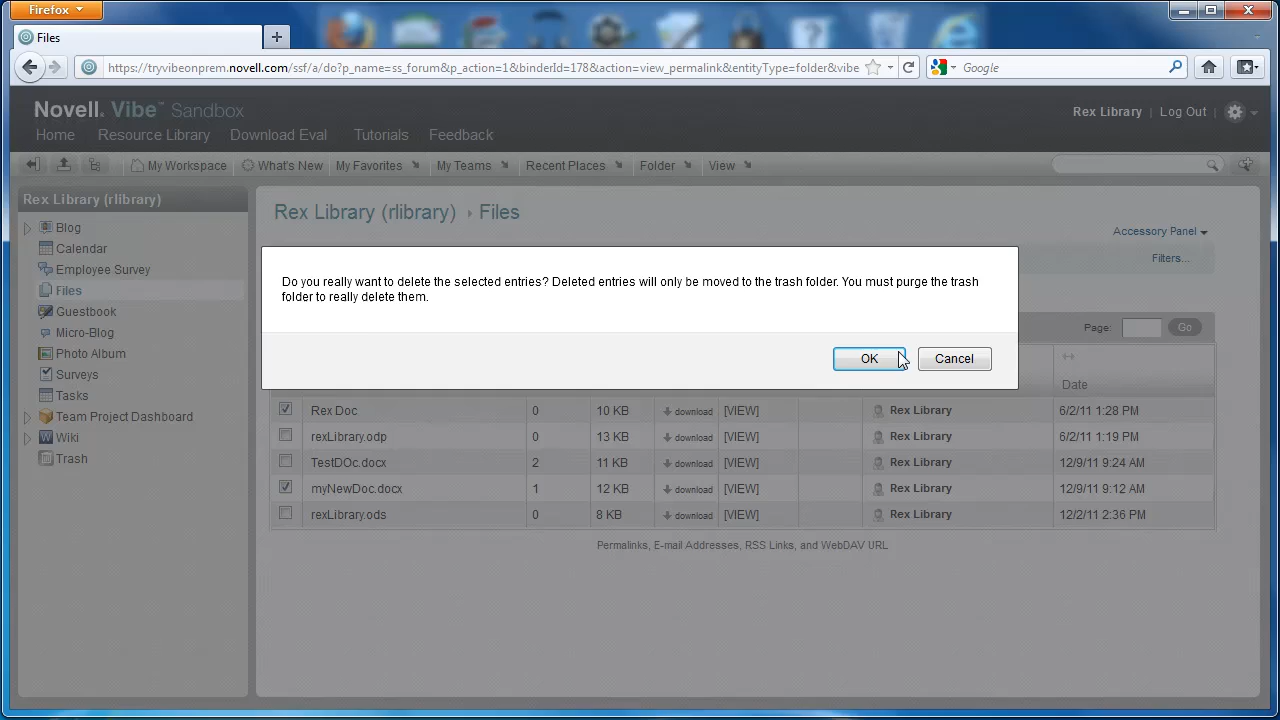 Firefox
Files
https://tryvibeonprem.novell.com/ssf/a/do?p_name=ss_forum&p_action=1&binderId=178&action=view_permalink&entityType=folder&vibe
Google
Novell® Vibe™ Sandbox
Rex Library | Log Out |
Home Resource Library Download Eval Tutorials Feedback
My Workspace What's New My Favorites My Teams Recent Places Folder View
Rex Library (rlibrary)
Blog
Calendar
Employee Survey
Files
Guestbook
Micro-Blog
Photo Album
Surveys
Tasks
Team Project Dashboard
Wiki
Trash
Rex Library (rlibrary) › Files
Accessory Panel
Filters...
Do you really want to delete the selected entries? Deleted entries will only be moved to the trash folder. You must purge the trash
folder to really delete them.
OK Cancel
Page: Go
Date
Rex Doc 0 10 KB download [VIEW] Rex Library 6/2/11 1:28 PM
rexLibrary.odp 0 13 KB download [VIEW] Rex Library 6/2/11 1:19 PM
TestDOc.docx 2 11 KB download [VIEW] Rex Library 12/9/11 9:24 AM
myNewDoc.docx 1 12 KB download [VIEW] Rex Library 12/9/11 9:12 AM
rexLibrary.ods 0 8 KB download [VIEW] Rex Library 12/2/11 2:36 PM
Permalinks, E-mail Addresses, RSS Links, and WebDAV URL